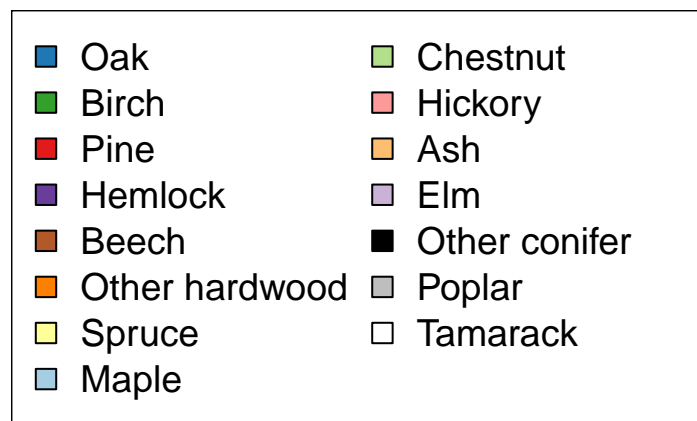 Oak
Birch
Pine
Hemlock
Beech
Other hardwood
Spruce
Maple
Chestnut
Hickory
Ash
Elm
Other conifer
Poplar
Tamarack